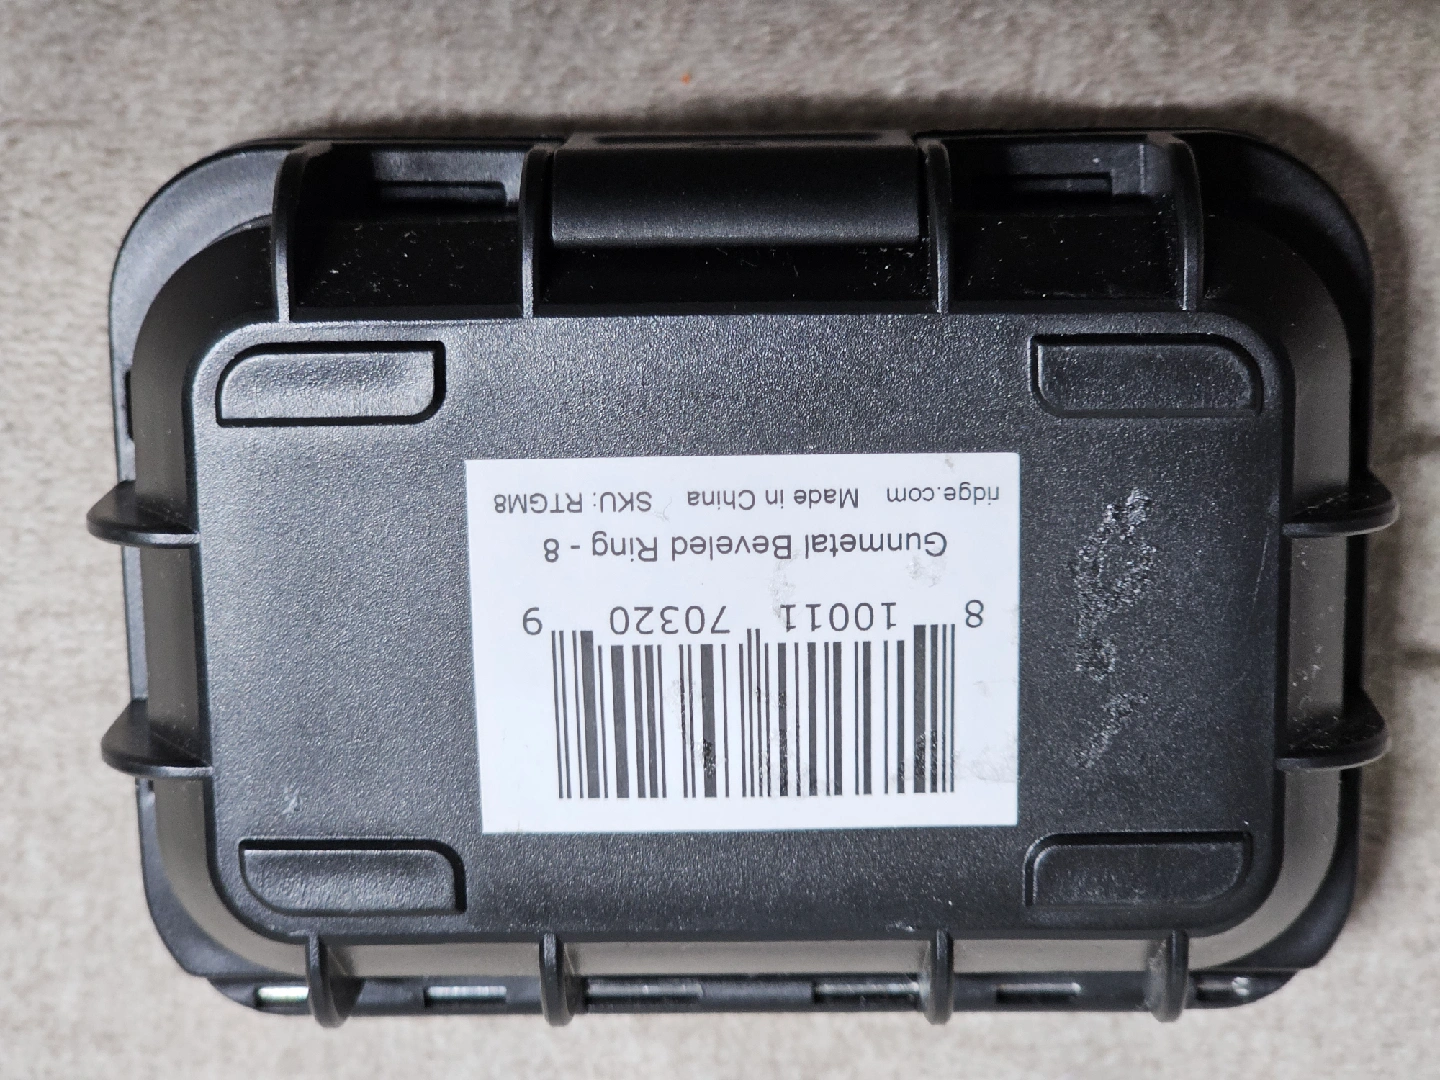 8 10011 70320 9
Gunmetal Beveled Ring - 8
ridge.com Made in China SKU: RTGM8